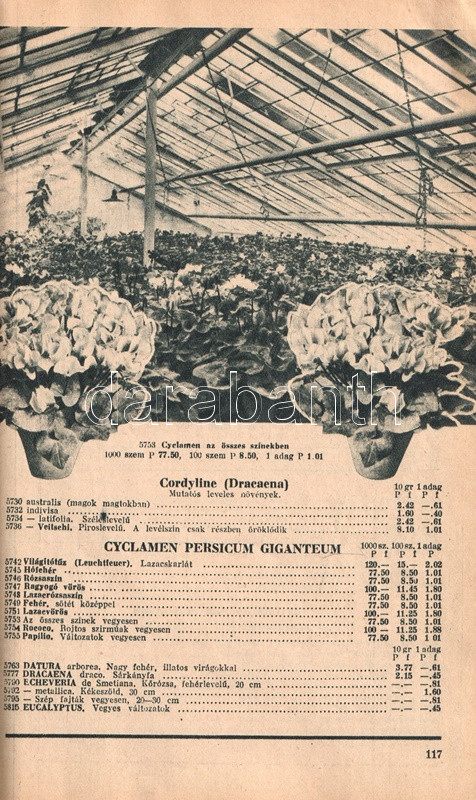 darabanth
5753 Cyclamen az összes színekben
1000 szem P 77.50, 100 szem P 8.50, 1 adag P 1.01
Cordyline (Dracaena)
Mutatós leveles növények.
10 gr 1 adag
P f P f
5730 australis (magok magtokban) 2.42 —.61
5732 indivisa 1.60 —.40
5734 — latifolia, Széleslevelű 2.42 —.61
5736 — Veitschi, Piroslevelű. A levélszín csak részben öröklődik 8.10 1.01
CYCLAMEN PERSICUM GIGANTEUM
1000 sz. 100 sz. 1 adag
P f P f P
5742 Világítótűz (Leuchtfeuer), Lazacskarlát 120.— 15.— 2.02
5745 Hófehér 77.50 8.50 1.01
5746 Rózsaszín 77.50 8.50 1.01
5747 Ragyogó vörös 100.— 11.45 1.80
5748 Lazacrózsaszín 77.50 8.50 1.01
5749 Fehér, sötét középpel 77.50 8.50 1.01
5751 Lazacvörös 100.— 11.25 1.80
5753 Az összes színek vegyesen 77.50 8.50 1.01
5754 Rococo, Rojtos szirmúak vegyesen 100 — 11.25 1.88
5755 Papilio, Változatok vegyesen 77.50 8.50 1 01
10 gr 1 adag
P f P f
5763 DATURA arborea, Nagy fehér, illatos virágokkal 3.77 —.61
5777 DRACAENA draco. Sárkányfa 2.15 —.45
5790 ECHEVERIA de Smetiana. Kőrózsa, fehérlevelű, 20 cm —.— —.81
5792 — metallica. Kékeszöld, 30 cm —.— 1.60
5795 — Szép fajták vegyesen, 20—30 cm —.— —.81
5815 EUCALYPTUS, Vegyes változatok —.— —.45
117